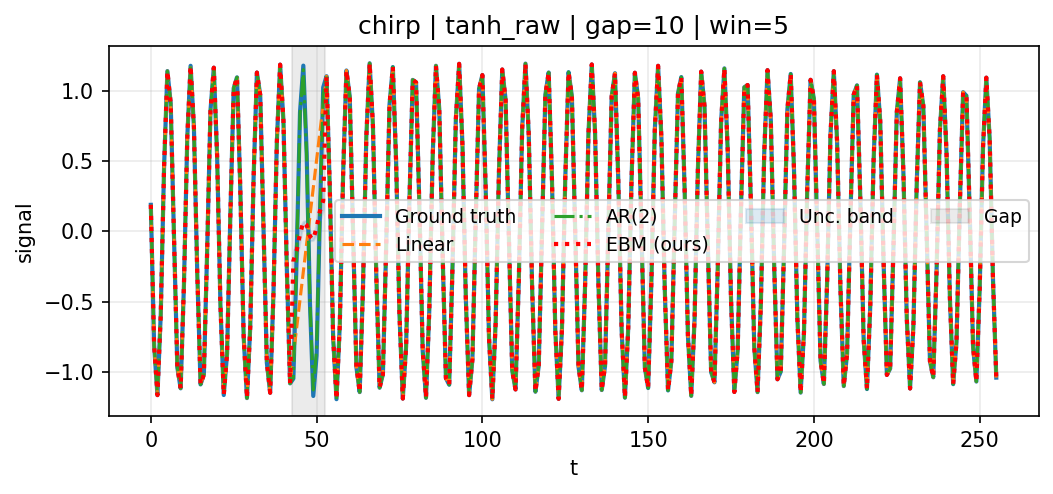 chirp | tanh_raw | gap=10 | win=5
signal
1.0
0.5
0.0
−0.5
−1.0
Ground truth
Linear
AR(2)
EBM (ours)
Unc. band
Gap
0 50 100 150 200 250
t